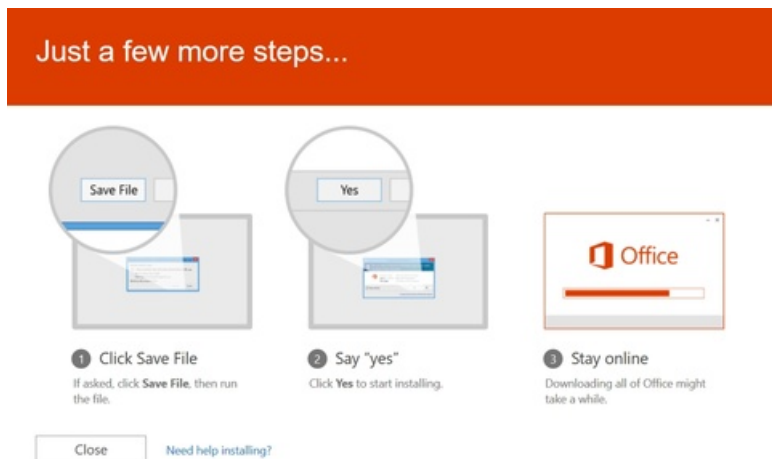 Just a few more steps...
Save File
Yes
Office
1 Click Save File
If asked, click Save File, then run
the file.
2 Say "yes"
Click Yes to start installing.
3 Stay online
Downloading all of Office might
take a while.
Close
Need help installing?